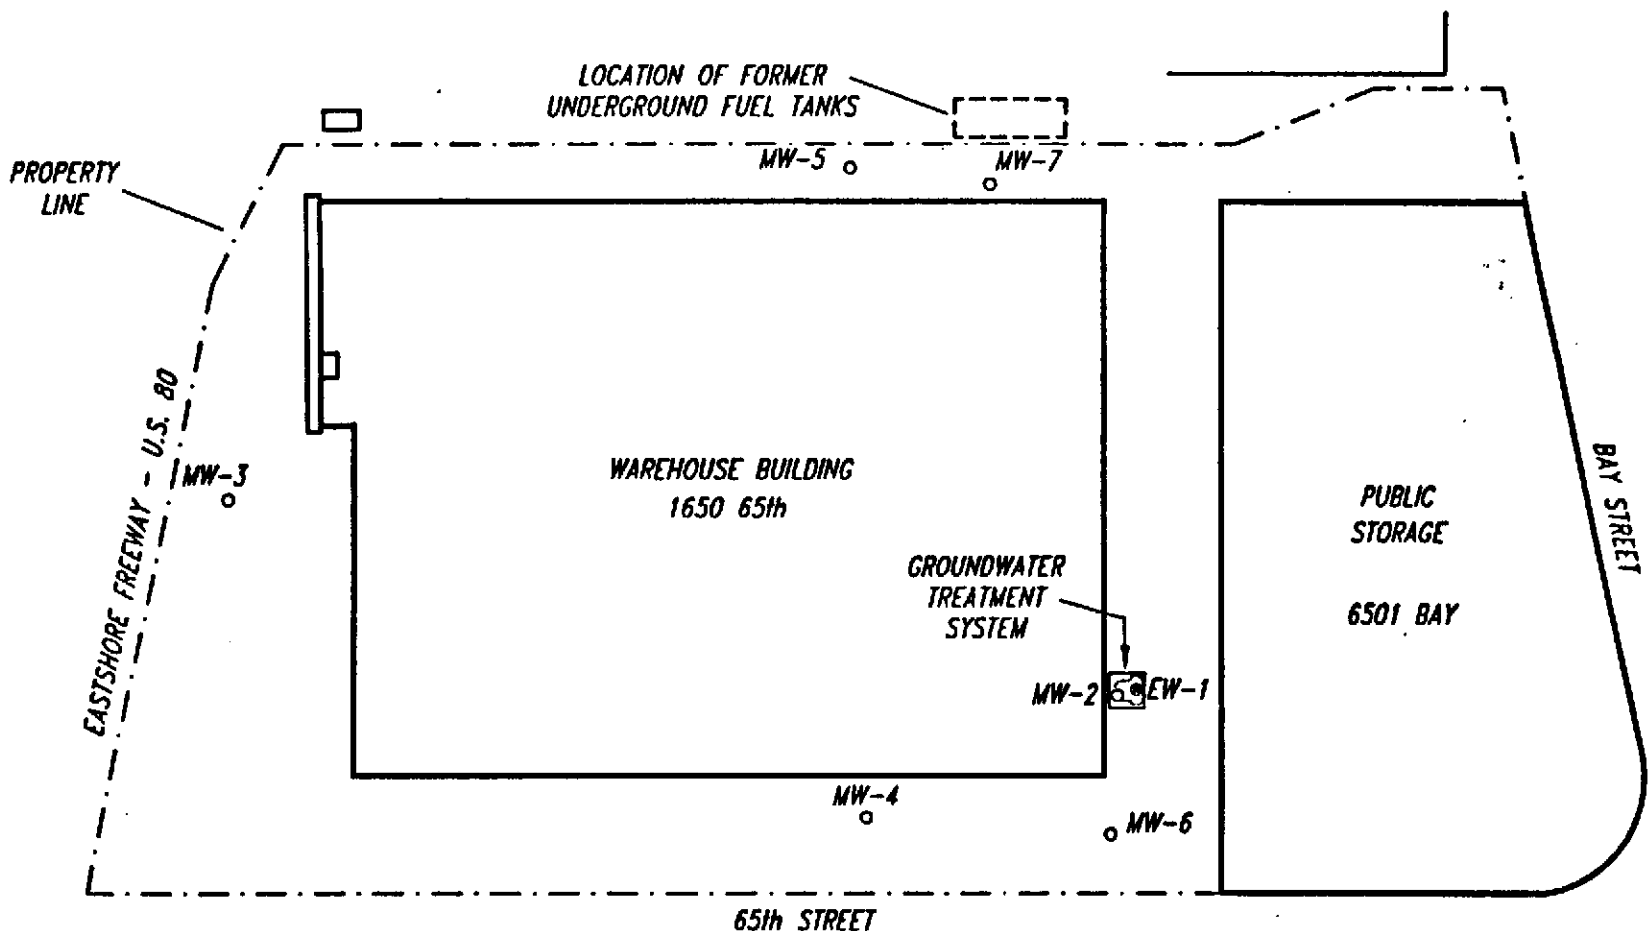 LOCATION OF FORMER
UNDERGROUND FUEL TANKS
MW-5
MW-7
PROPERTY
LINE
EASTSHORE FREEWAY - U.S. 80
MW-3
WAREHOUSE BUILDING
1650 65th
GROUNDWATER
TREATMENT
SYSTEM
MW-2
EW-1
PUBLIC
STORAGE
6501 BAY
BAY STREET
MW-4
MW-6
65th STREET